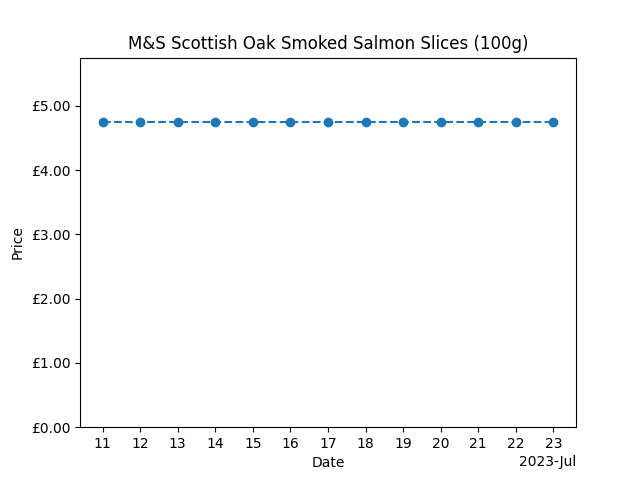 M&S Scottish Oak Smoked Salmon Slices (100g)
£5.00
£4.00
£3.00
£2.00
£1.00
£0.00
Price
11 12 13 14 15 16 17 18 19 20 21 22 23
Date
2023-Jul